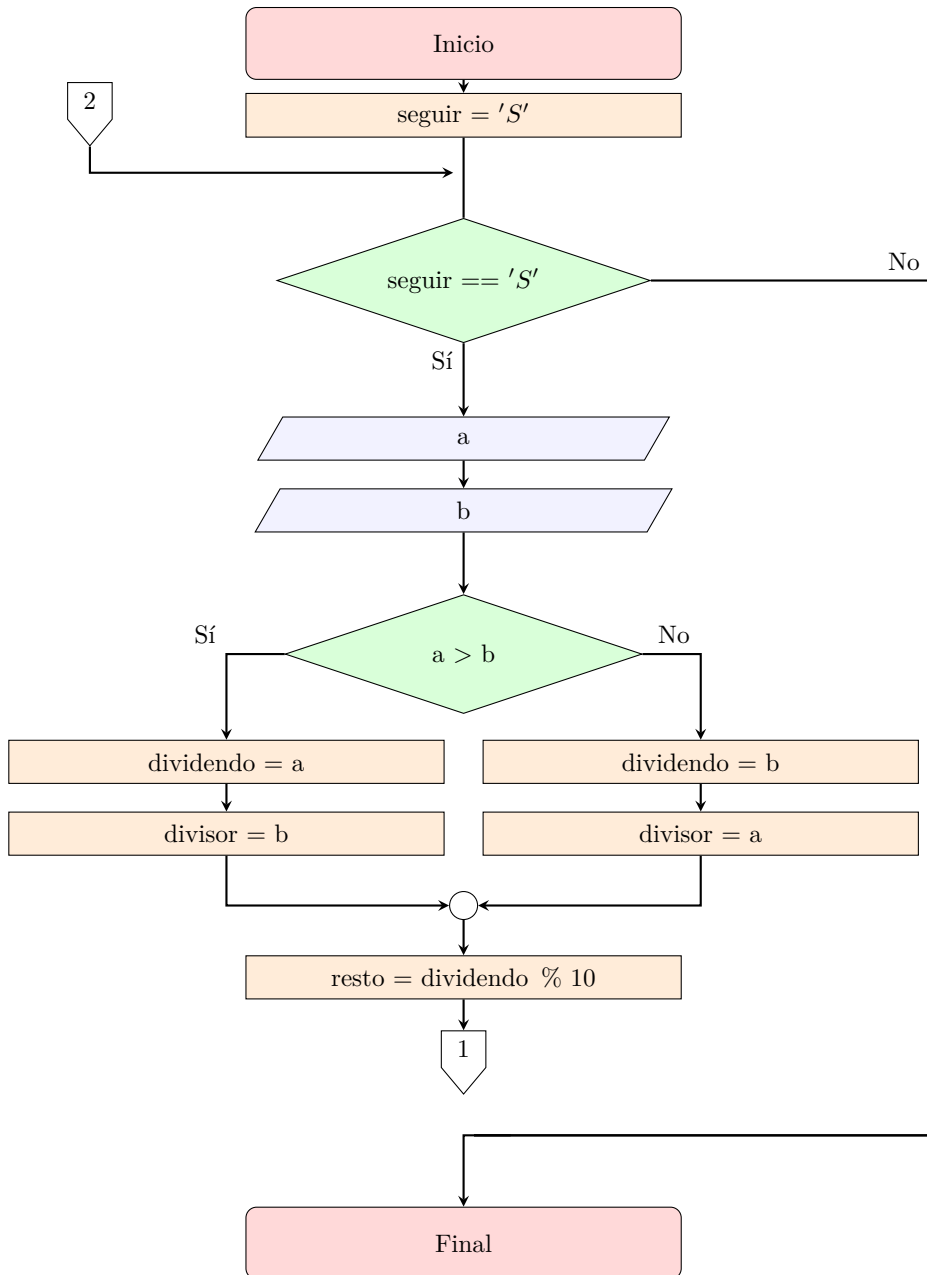 Inicio
2
seguir = 'S'
seguir == 'S'
No
Sí
a
b
Sí
a > b
No
dividendo = a
dividendo = b
divisor = b
divisor = a
resto = dividendo % 10
1
Final